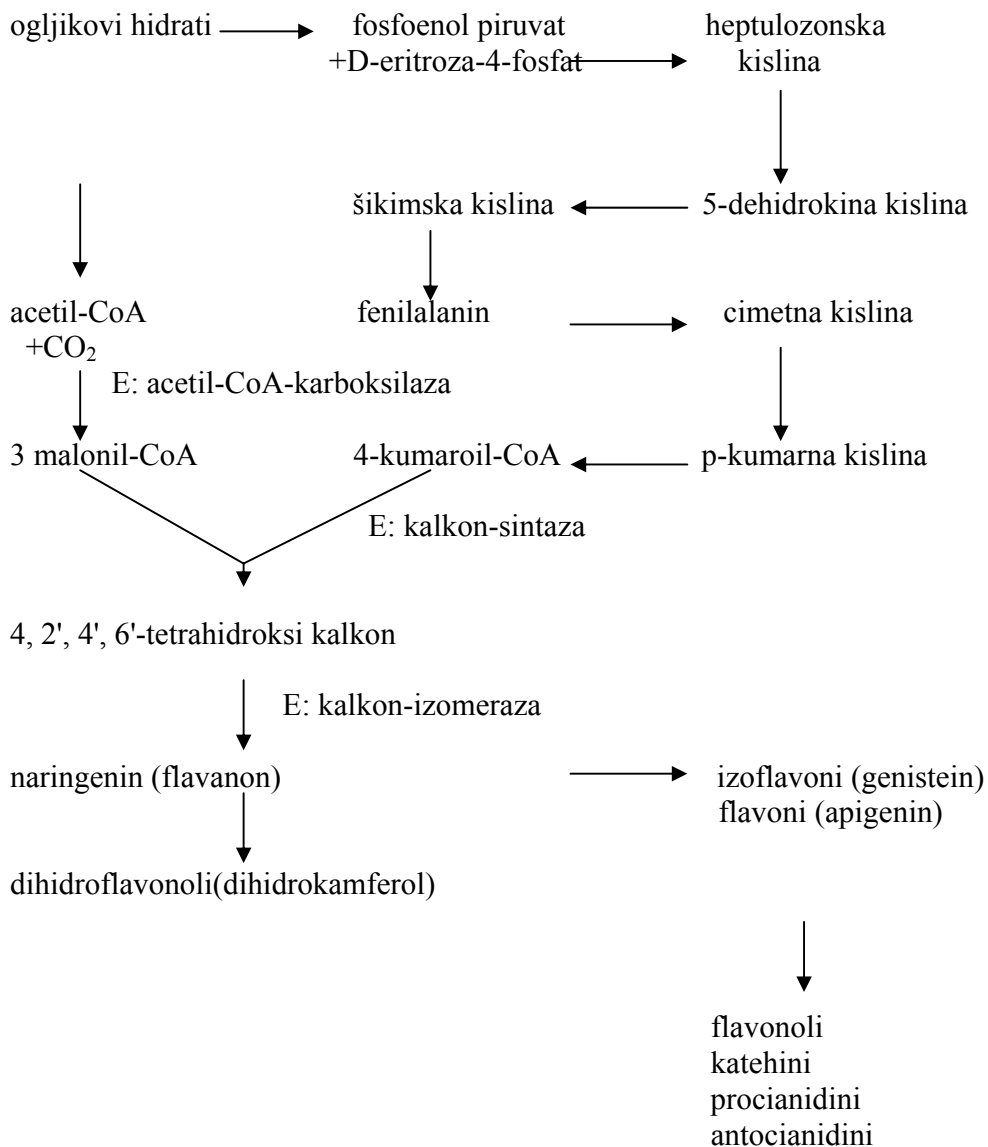 ogljikovi hidrati
fosfoenol piruvat
+D-eritroza-4-fosfat
heptulozonska
kislina
šikimska kislina
5-dehidrokina kislina
acetil-CoA
+CO₂
fenilalanin
cimetna kislina
E: acetil-CoA-karboksilaza
3 malonil-CoA
4-kumaroil-CoA
p-kumarna kislina
E: kalkon-sintaza
4, 2', 4', 6'-tetrahidroksi kalkon
E: kalkon-izomeraza
naringenin (flavanon)
izoflavoni (genistein)
flavoni (apigenin)
dihidroflavonoli(dihidrokamferol)
flavonoli
katehini
procianidini
antocianidini